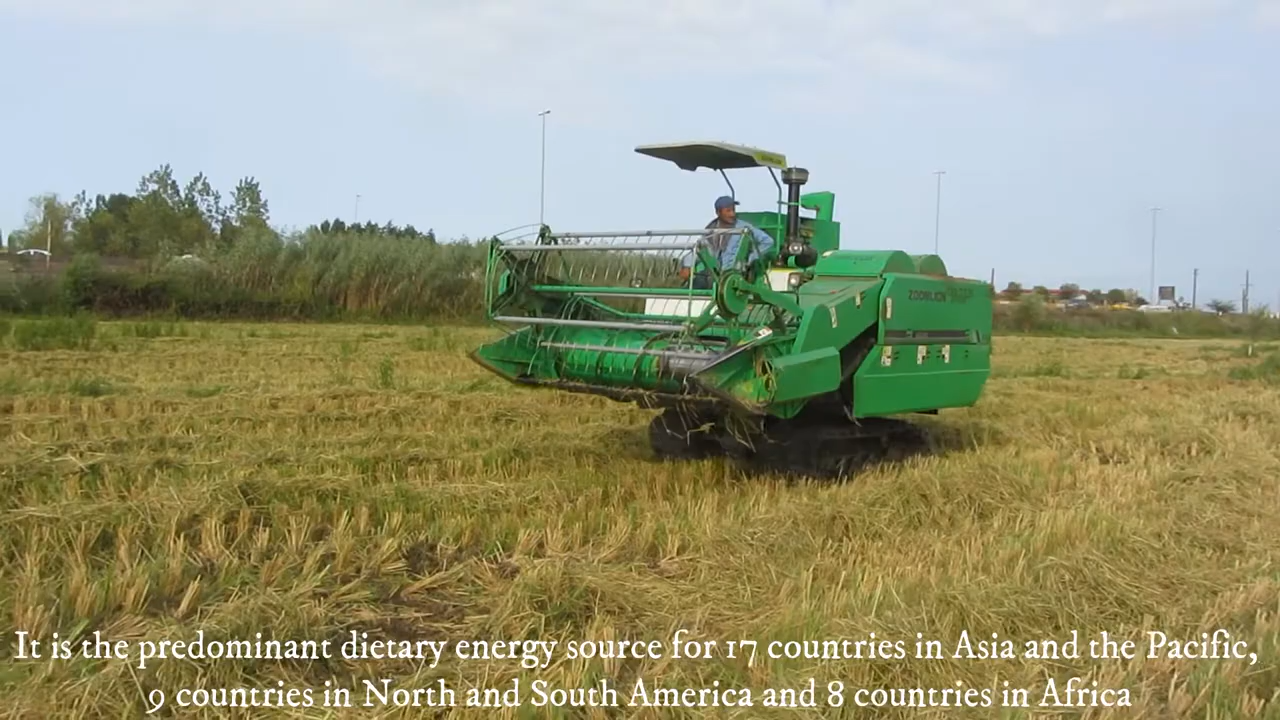 ZOOMLION
It is the predominant dietary energy source for 17 countries in Asia and the Pacific,
9 countries in North and South America and 8 countries in Africa